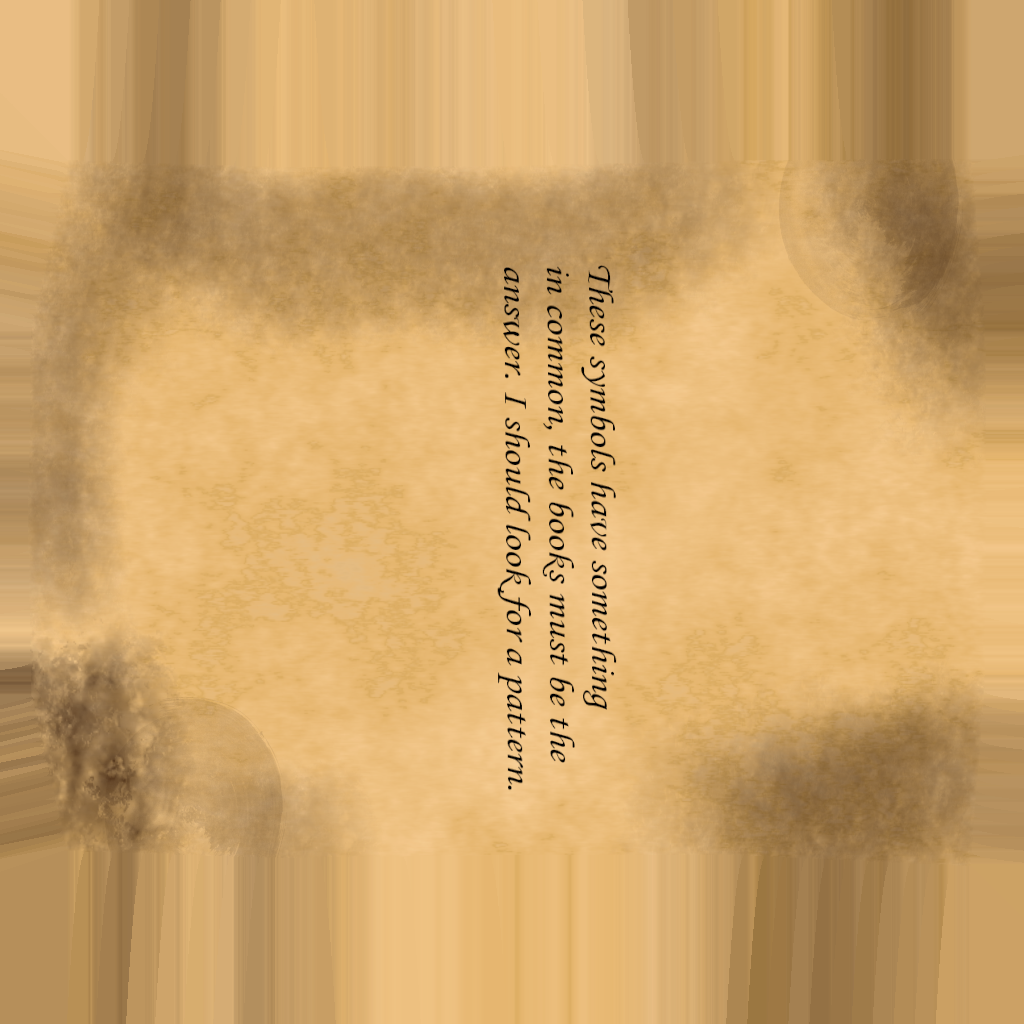 These symbols have something
in common, the books must be the
answer. I should look for a pattern.